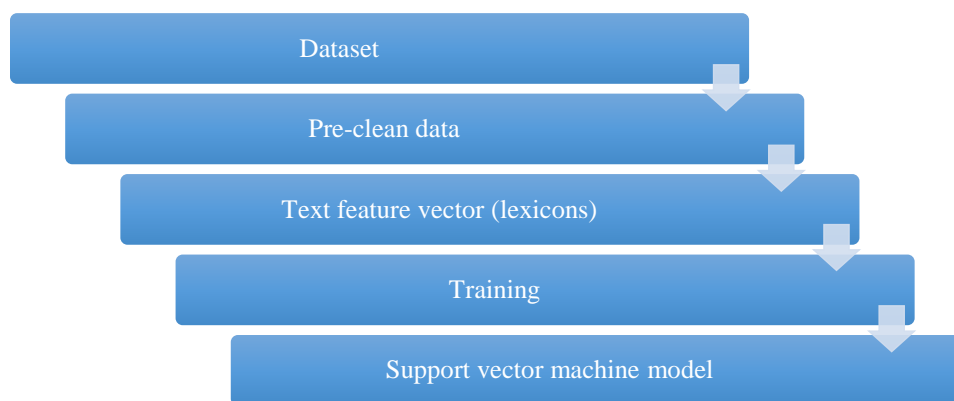 Dataset
Pre-clean data
Text feature vector (lexicons)
Training
Support vector machine model